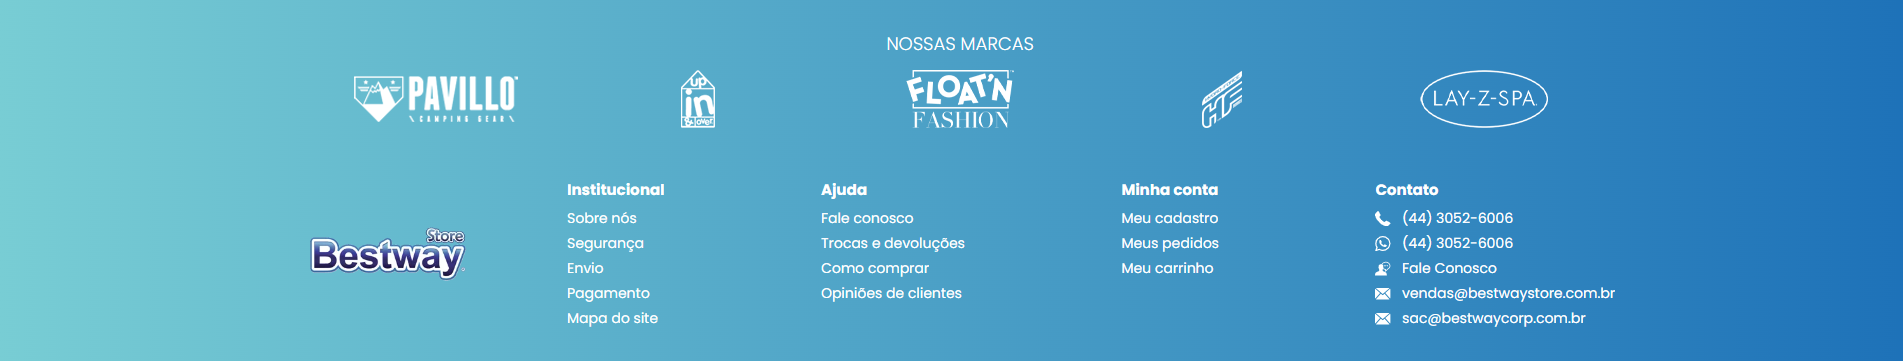 NOSSAS MARCAS
PAVILLO
CAMPING GEAR
up
in
& over
FLOAT'N
FASHION
LAY-Z-SPA
Bestway
Store
Institucional
Sobre nós
Segurança
Envio
Pagamento
Mapa do site
Ajuda
Fale conosco
Trocas e devoluções
Como comprar
Opiniões de clientes
Minha conta
Meu cadastro
Meus pedidos
Meu carrinho
Contato
(44) 3052-6006
(44) 3052-6006
Fale Conosco
vendas@bestwaystore.com.br
sac@bestwaycorp.com.br